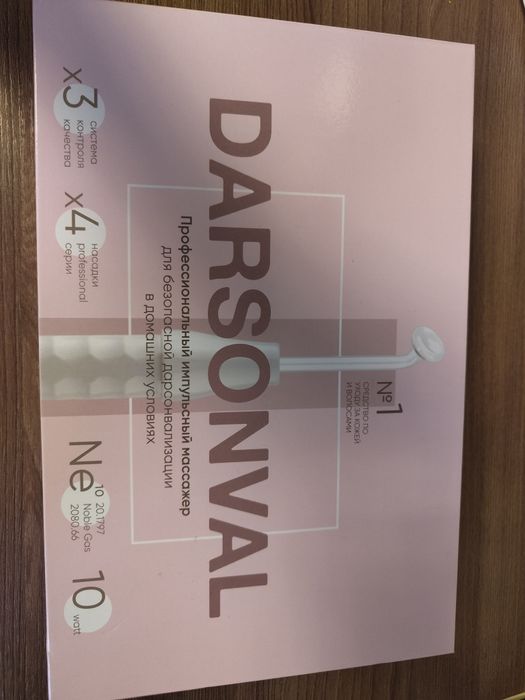 DARSONVAL
Профессиональный импульсный массажер
для безопасной дарсонвализации
в домашних условиях
№1
СРЕДСТВО ПО
УХОДУ ЗА КОЖЕЙ
И ВОЛОСАМИ
x3
система
контроля
качества
x4
насадки
professional
серии
Ne
10 20.1797
Noble Gas
2080.66
10
watt